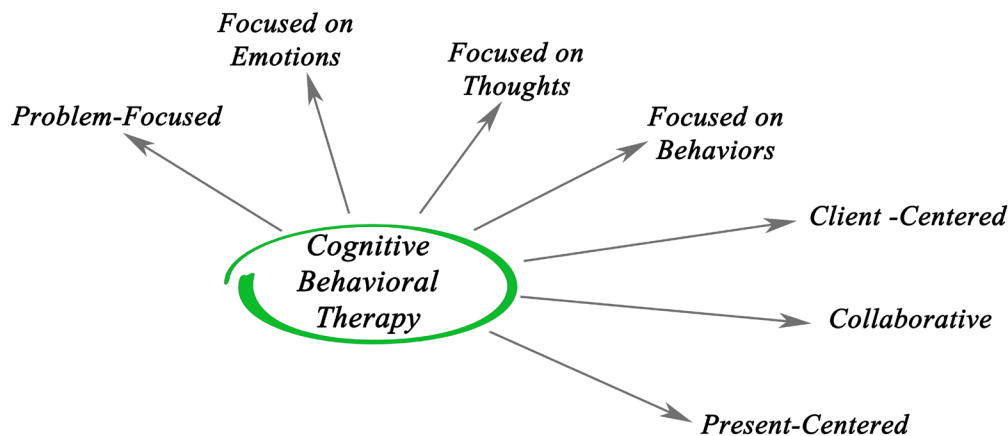 Focused on
Emotions
Focused on
Thoughts
Problem-Focused
Focused on
Behaviors
Client -Centered
Cognitive
Behavioral
Therapy
Collaborative
Present-Centered